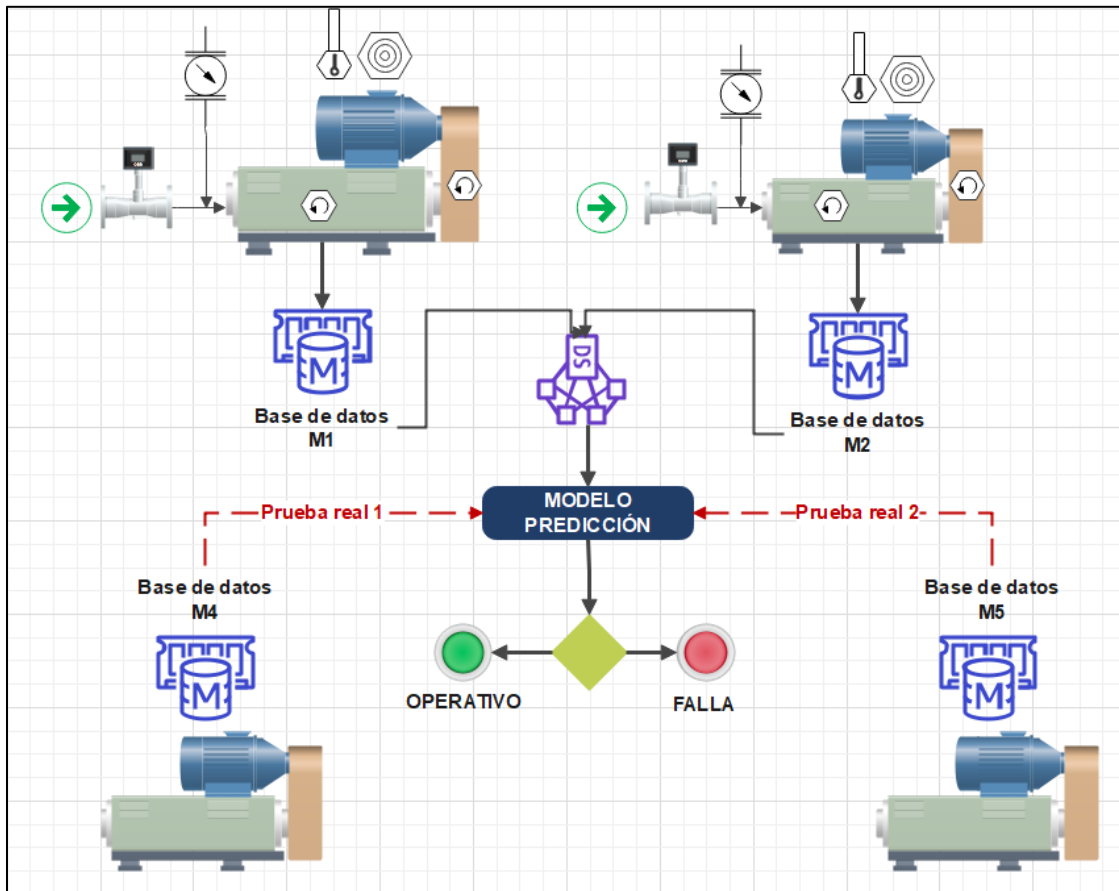 M
M
DS
Base de datos
M1
Base de datos
M2
MODELO
PREDICCIÓN
Prueba real 1
Prueba real 2
Base de datos
M4
Base de datos
M5
M
M
OPERATIVO
FALLA